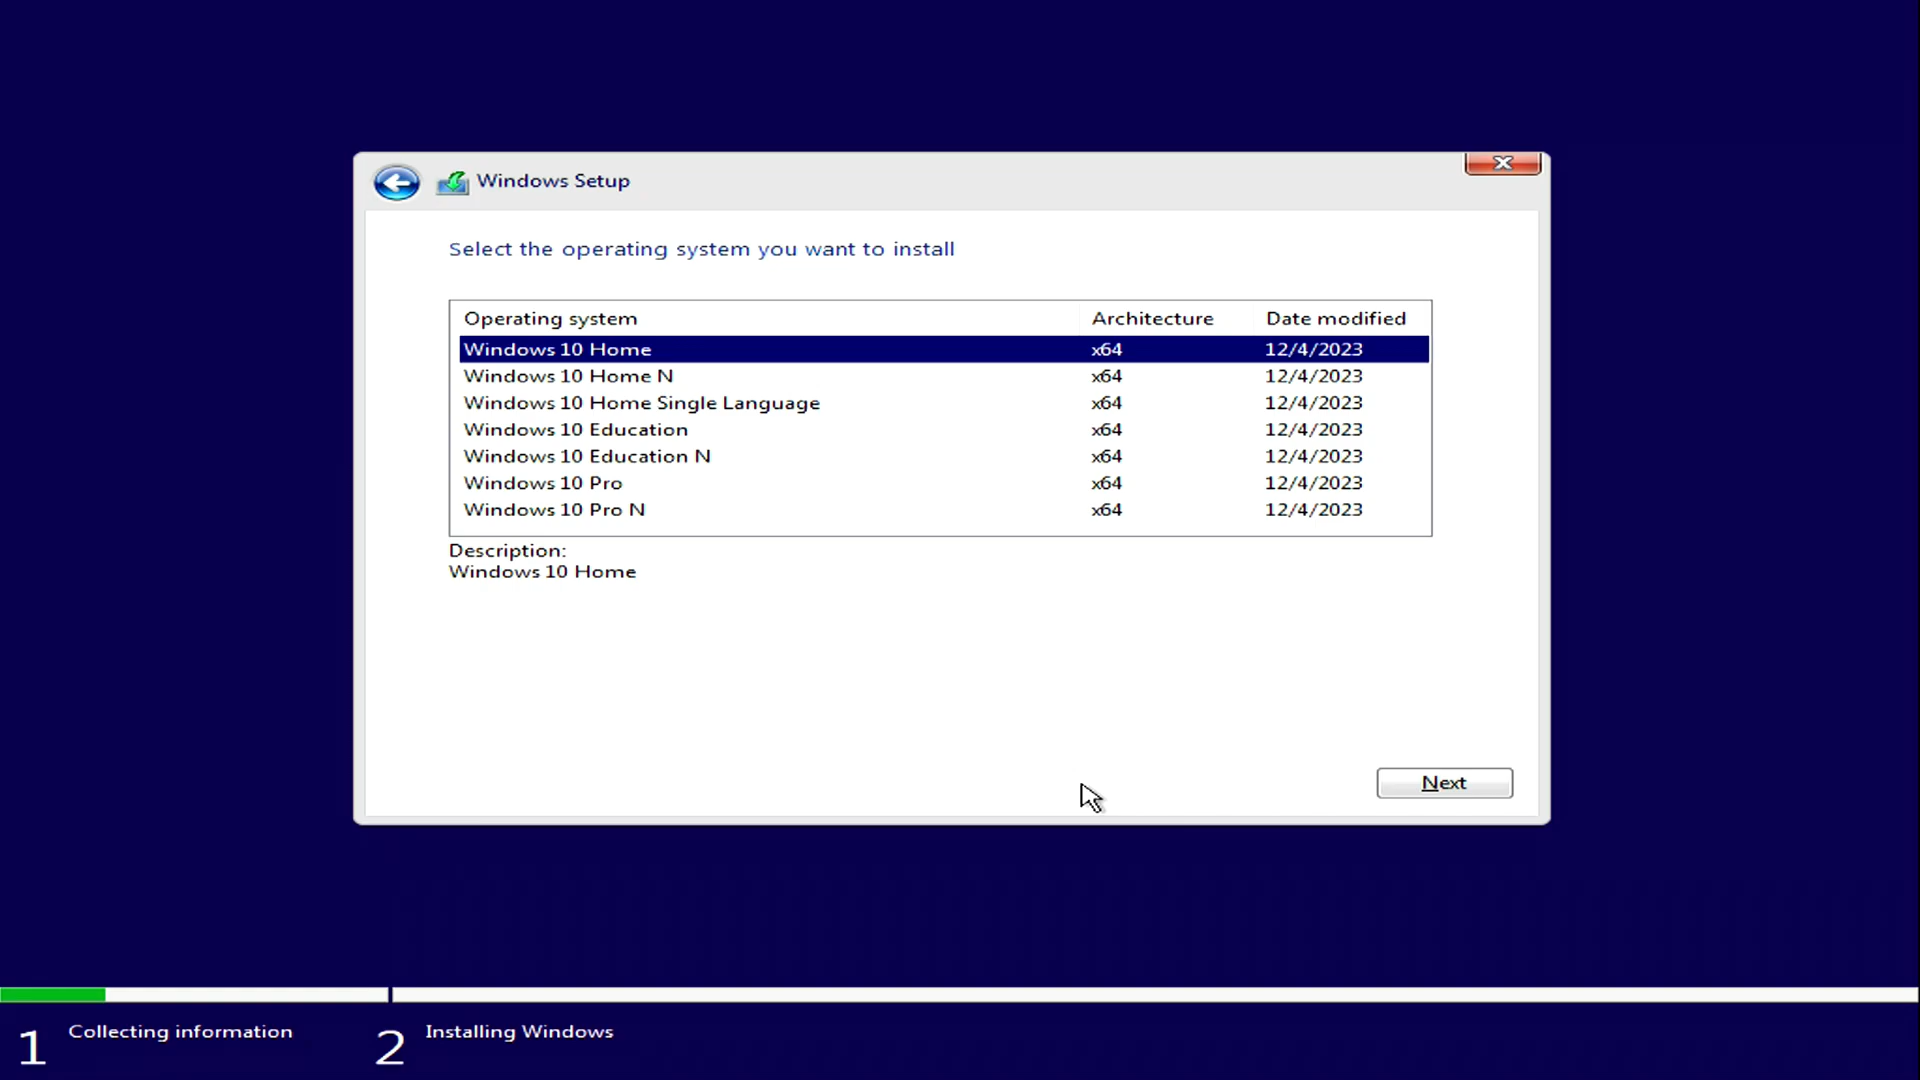 Windows Setup
Select the operating system you want to install
Operating system Architecture Date modified
Windows 10 Home x64 12/4/2023
Windows 10 Home N x64 12/4/2023
Windows 10 Home Single Language x64 12/4/2023
Windows 10 Education x64 12/4/2023
Windows 10 Education N x64 12/4/2023
Windows 10 Pro x64 12/4/2023
Windows 10 Pro N x64 12/4/2023
Description:
Windows 10 Home
Next
1 Collecting information 2 Installing Windows